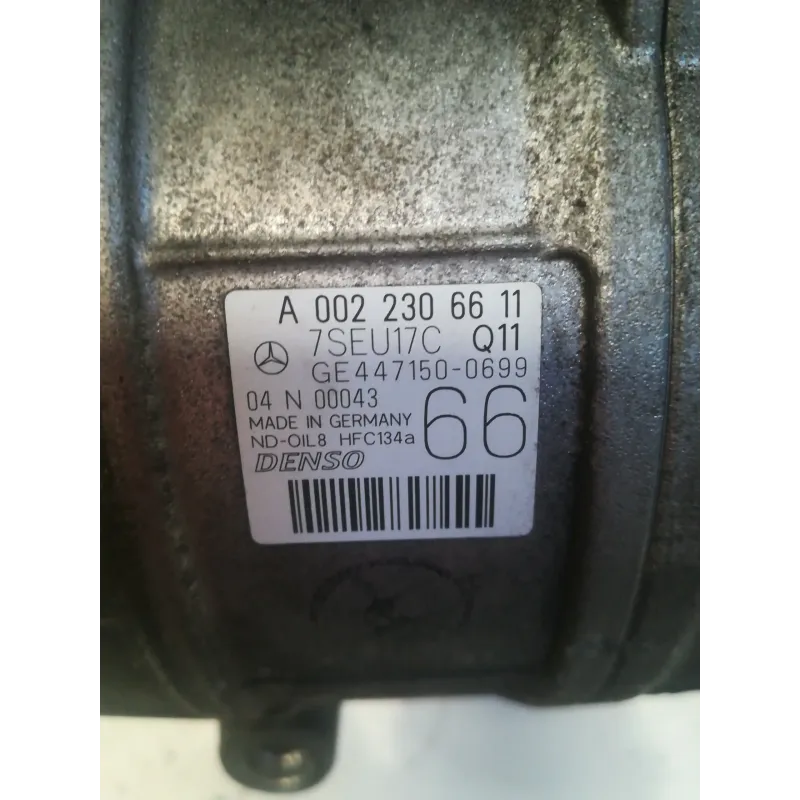 A 002 230 66 11
7SEU17C Q11
GE447150-0699
04 N 00043
MADE IN GERMANY
ND-OIL8 HFC134a
66
DENSO